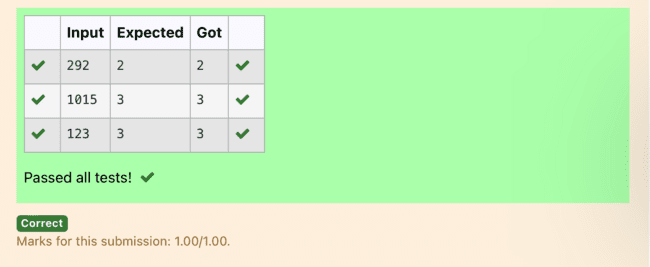 Input Expected Got
292 2 2
1015 3 3
123 3 3
Passed all tests!
Correct
Marks for this submission: 1.00/1.00.